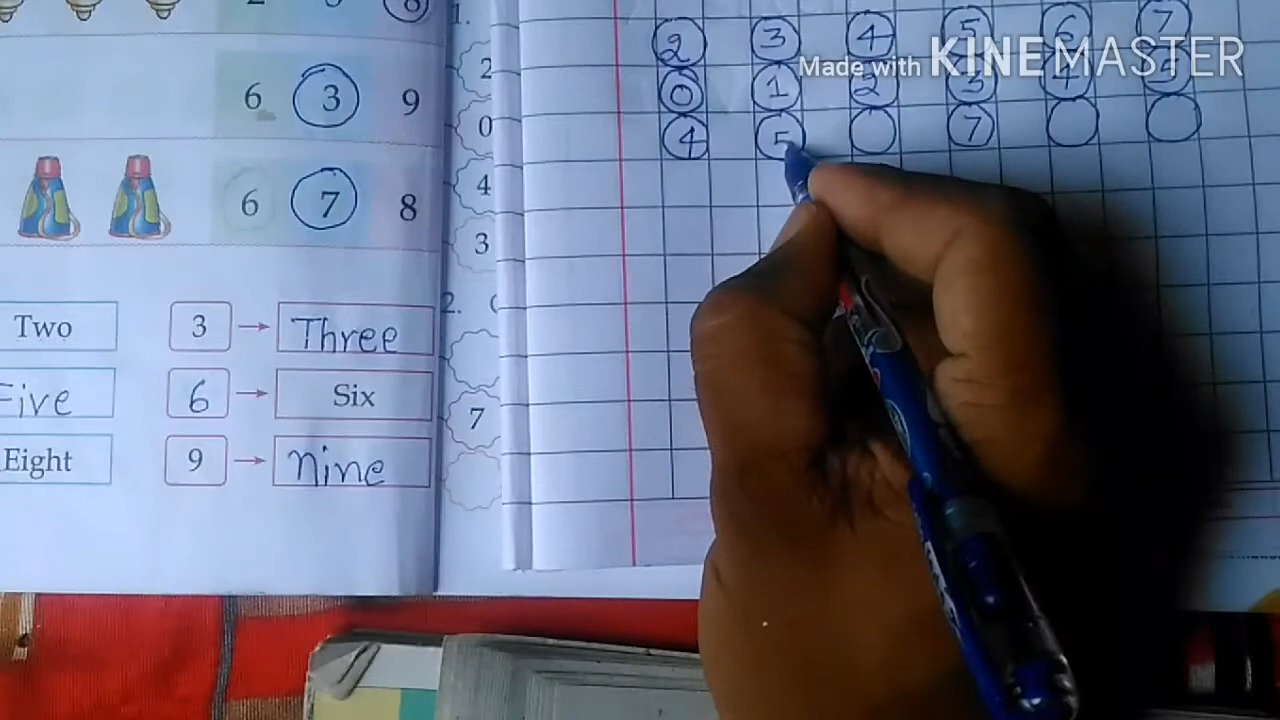 8
6 3 9
6 7 8
Two 3 → Three
Five 6 → Six
Eight 9 → nine
1.
2
0
4
3
2.
7
2 3 4 5 6 7
0 1 2 3 4 5
4 5 7
Made with KINEMASTER